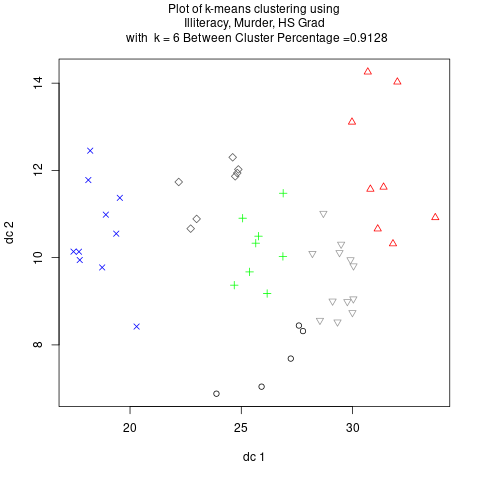 Plot of k-means clustering using
Illiteracy, Murder, HS Grad
with  k = 6 Between Cluster Percentage =0.9128
14
12
10
8
dc 2
20
25
30
dc 1